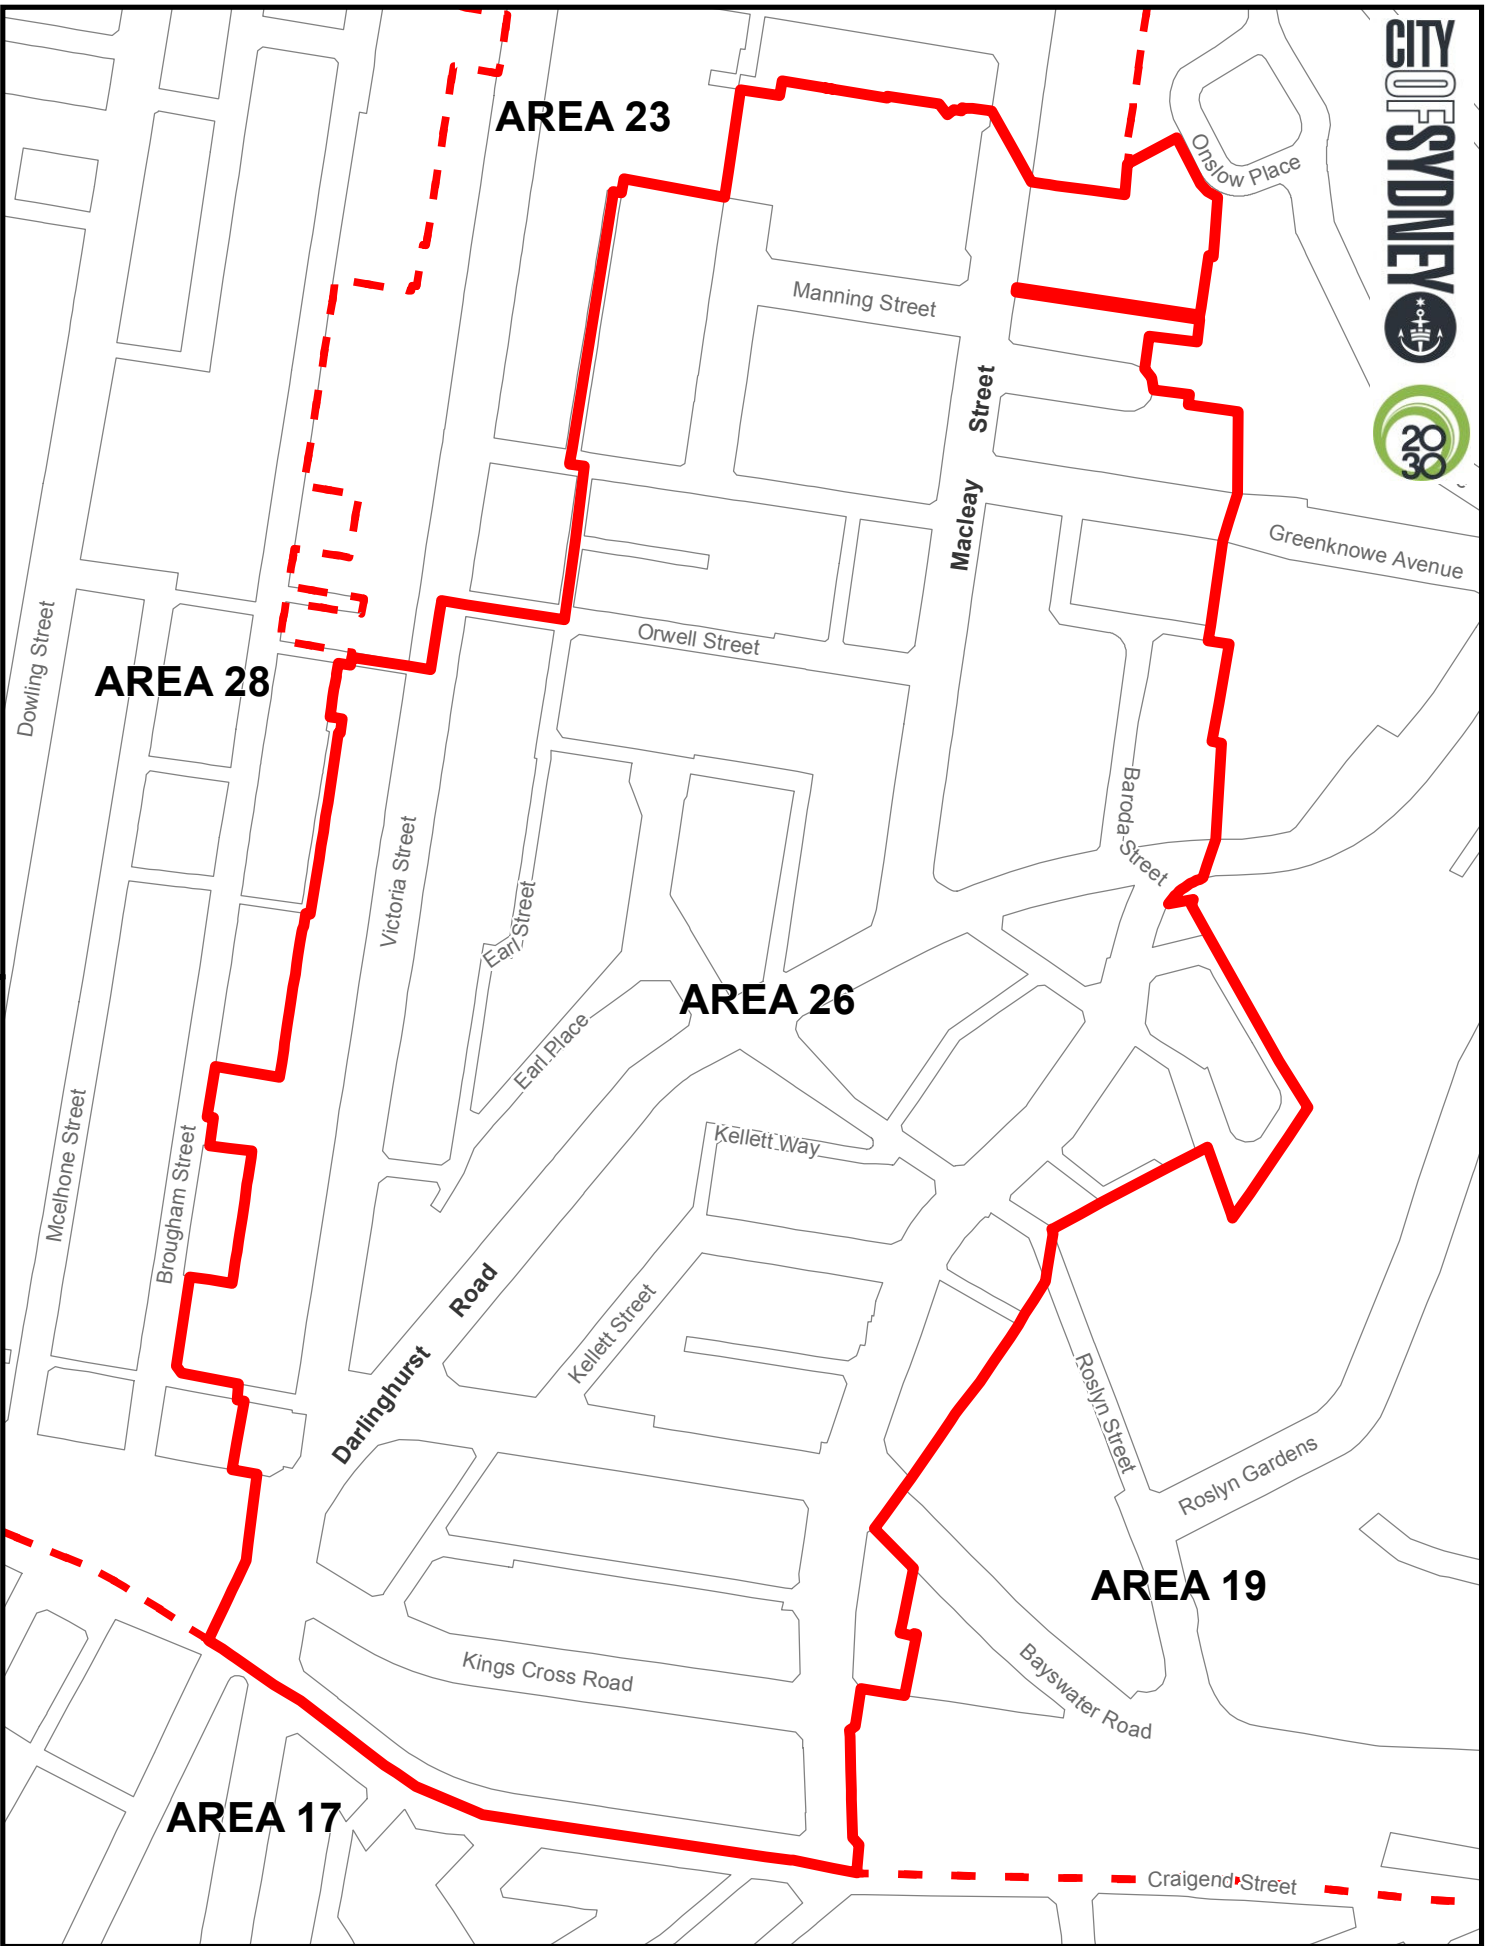 CITY OF SYDNEY
2030
AREA 23
Onslow Place
Manning Street
Macleay Street
Greenknowe Avenue
Orwell Street
Dowling Street
AREA 28
Baroda Street
Victoria Street
Earl Street
AREA 26
Earl Place
Mcelhone Street
Brougham Street
Kellett Way
Darlinghurst Road
Kellett Street
Roslyn Street
Roslyn Gardens
AREA 19
Kings Cross Road
Bayswater Road
AREA 17
Craigend Street